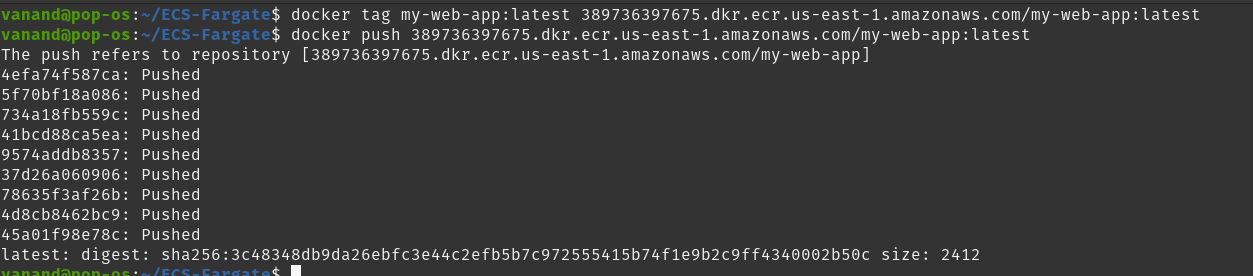 vanand@pop-os:~/ECS-Fargate$ docker tag my-web-app:latest 389736397675.dkr.ecr.us-east-1.amazonaws.com/my-web-app:latest
vanand@pop-os:~/ECS-Fargate$ docker push 389736397675.dkr.ecr.us-east-1.amazonaws.com/my-web-app:latest
The push refers to repository [389736397675.dkr.ecr.us-east-1.amazonaws.com/my-web-app]
4efa74f587ca: Pushed
5f70bf18a086: Pushed
734a18fb559c: Pushed
41bcd88ca5ea: Pushed
9574addb8357: Pushed
37d26a060906: Pushed
78635f3af26b: Pushed
4d8cb8462bc9: Pushed
45a01f98e78c: Pushed
latest: digest: sha256:3c48348db9da26ebfc3e44c2efb5b7c972555415b74f1e9b2c9ff4340002b50c size: 2412
vanand@pop-os:~/ECS-Fargate$